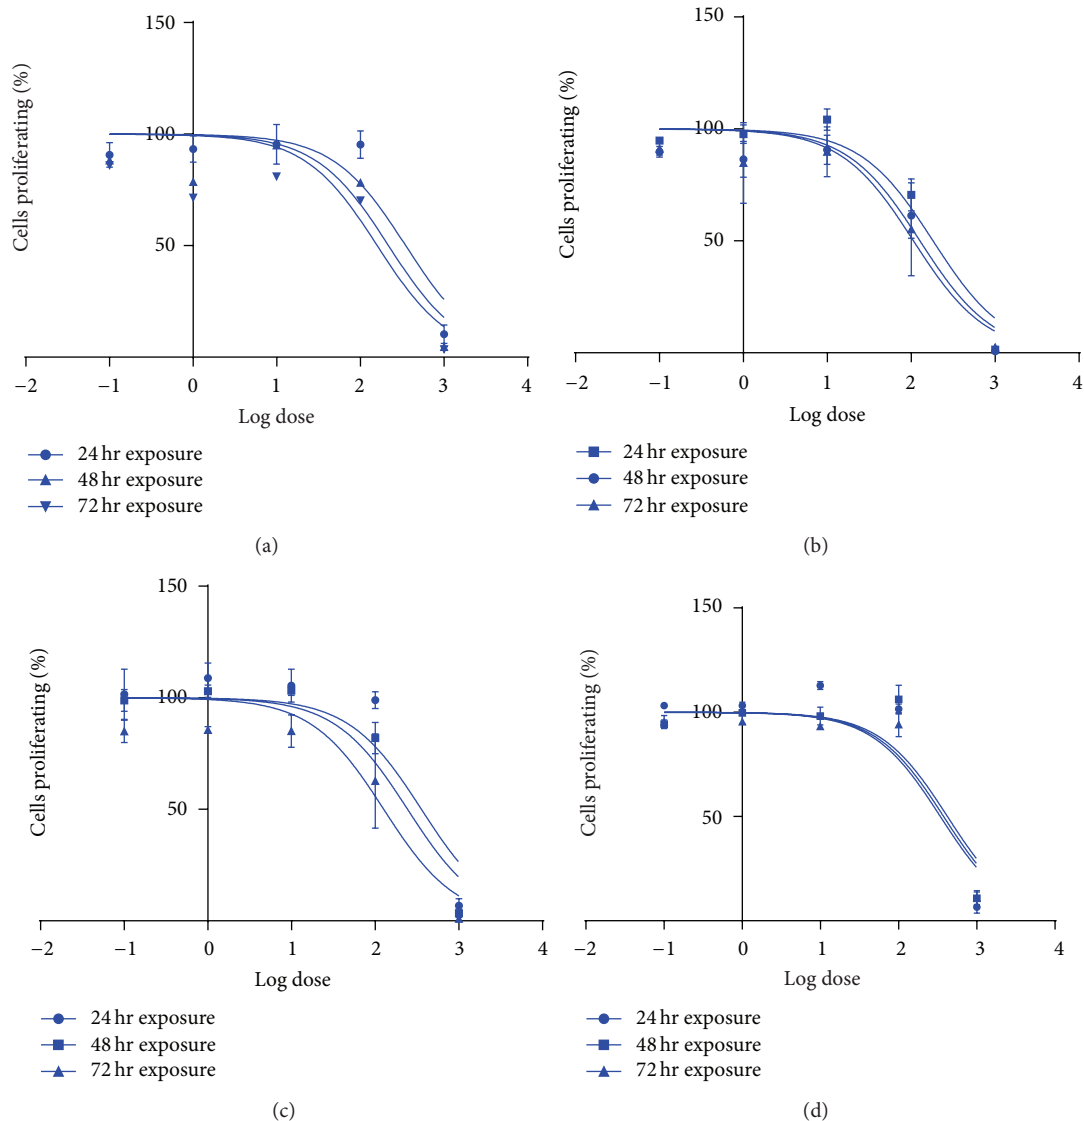 150
100
50
Cells proliferating (%)
−2 −1 0 1 2 3 4
Log dose
24 hr exposure
48 hr exposure
72 hr exposure
(a)
150
100
50
Cells proliferating (%)
−2 −1 0 1 2 3 4
Log dose
24 hr exposure
48 hr exposure
72 hr exposure
(b)
150
100
50
Cells proliferating (%)
−2 −1 0 1 2 3 4
Log dose
24 hr exposure
48 hr exposure
72 hr exposure
(c)
150
100
50
Cells proliferating (%)
−2 −1 0 1 2 3 4
Log dose
24 hr exposure
48 hr exposure
72 hr exposure
(d)